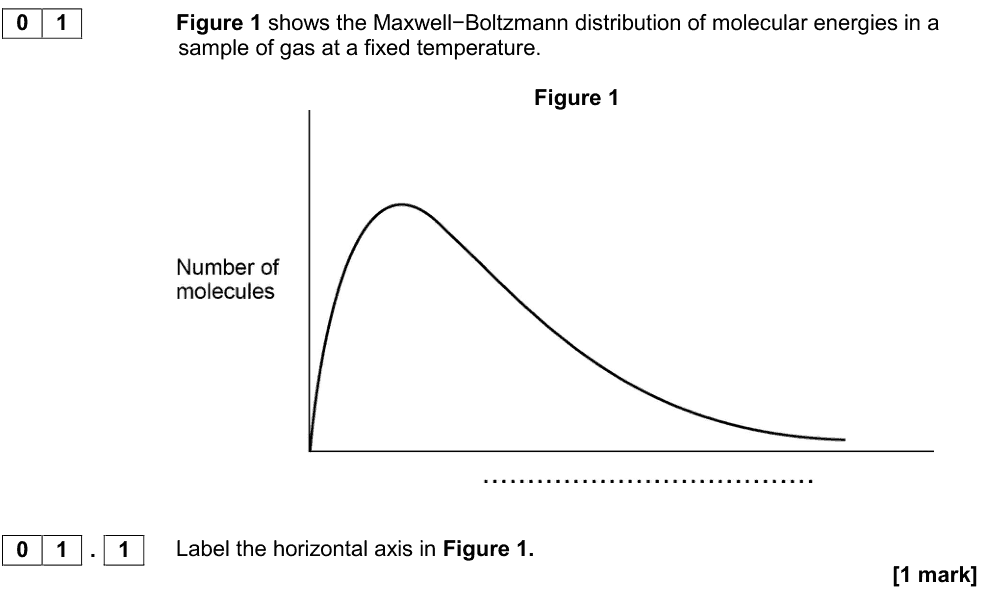 0 1 Figure 1 shows the Maxwell−Boltzmann distribution of molecular energies in a
sample of gas at a fixed temperature.
Figure 1
Number of
molecules
.....................................
0 1 . 1 Label the horizontal axis in Figure 1.
[1 mark]